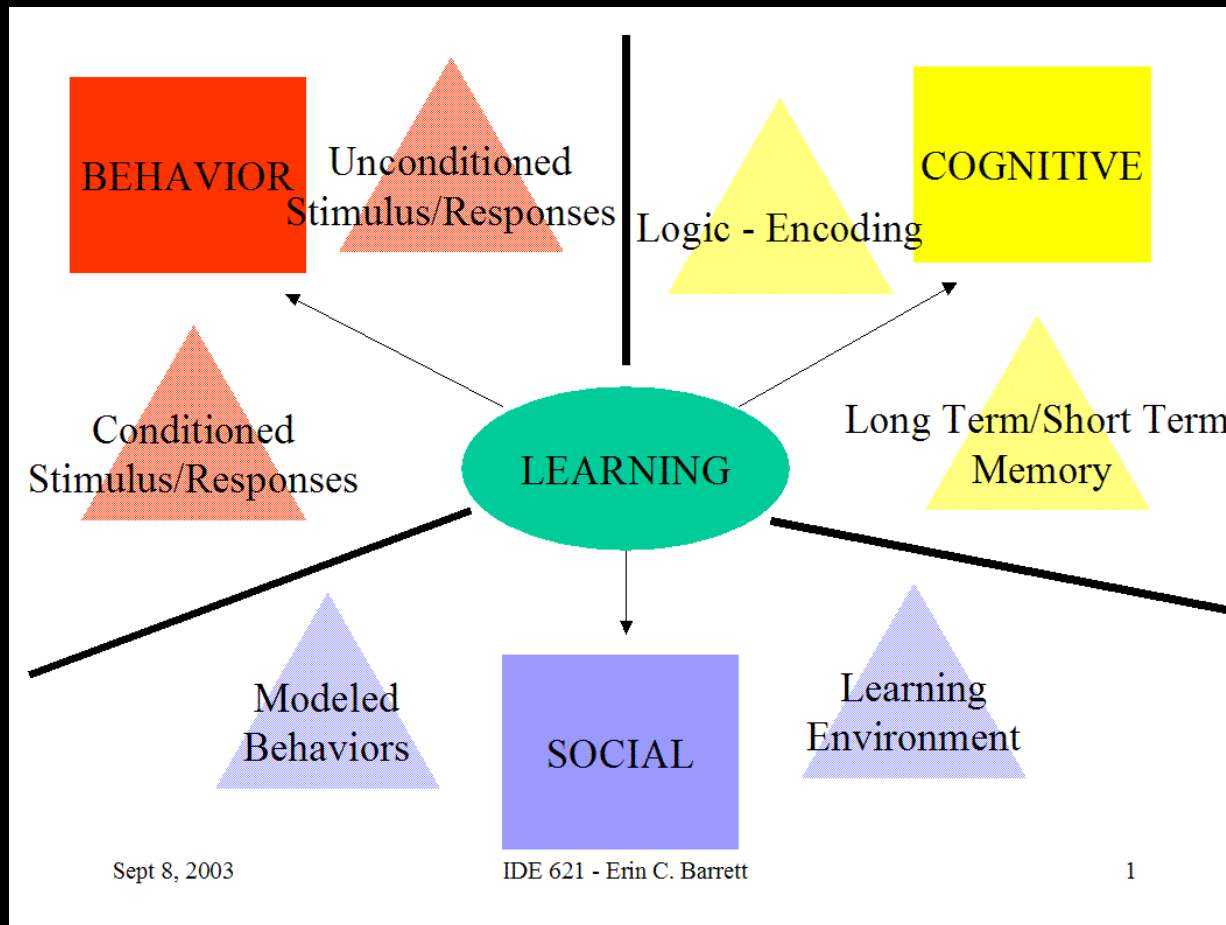 BEHAVIOR
Unconditioned
Stimulus/Responses
Logic - Encoding
COGNITIVE
Conditioned
Stimulus/Responses
LEARNING
Long Term/Short Term
Memory
Modeled
Behaviors
SOCIAL
Learning
Environment
Sept 8, 2003
IDE 621 - Erin C. Barrett
1